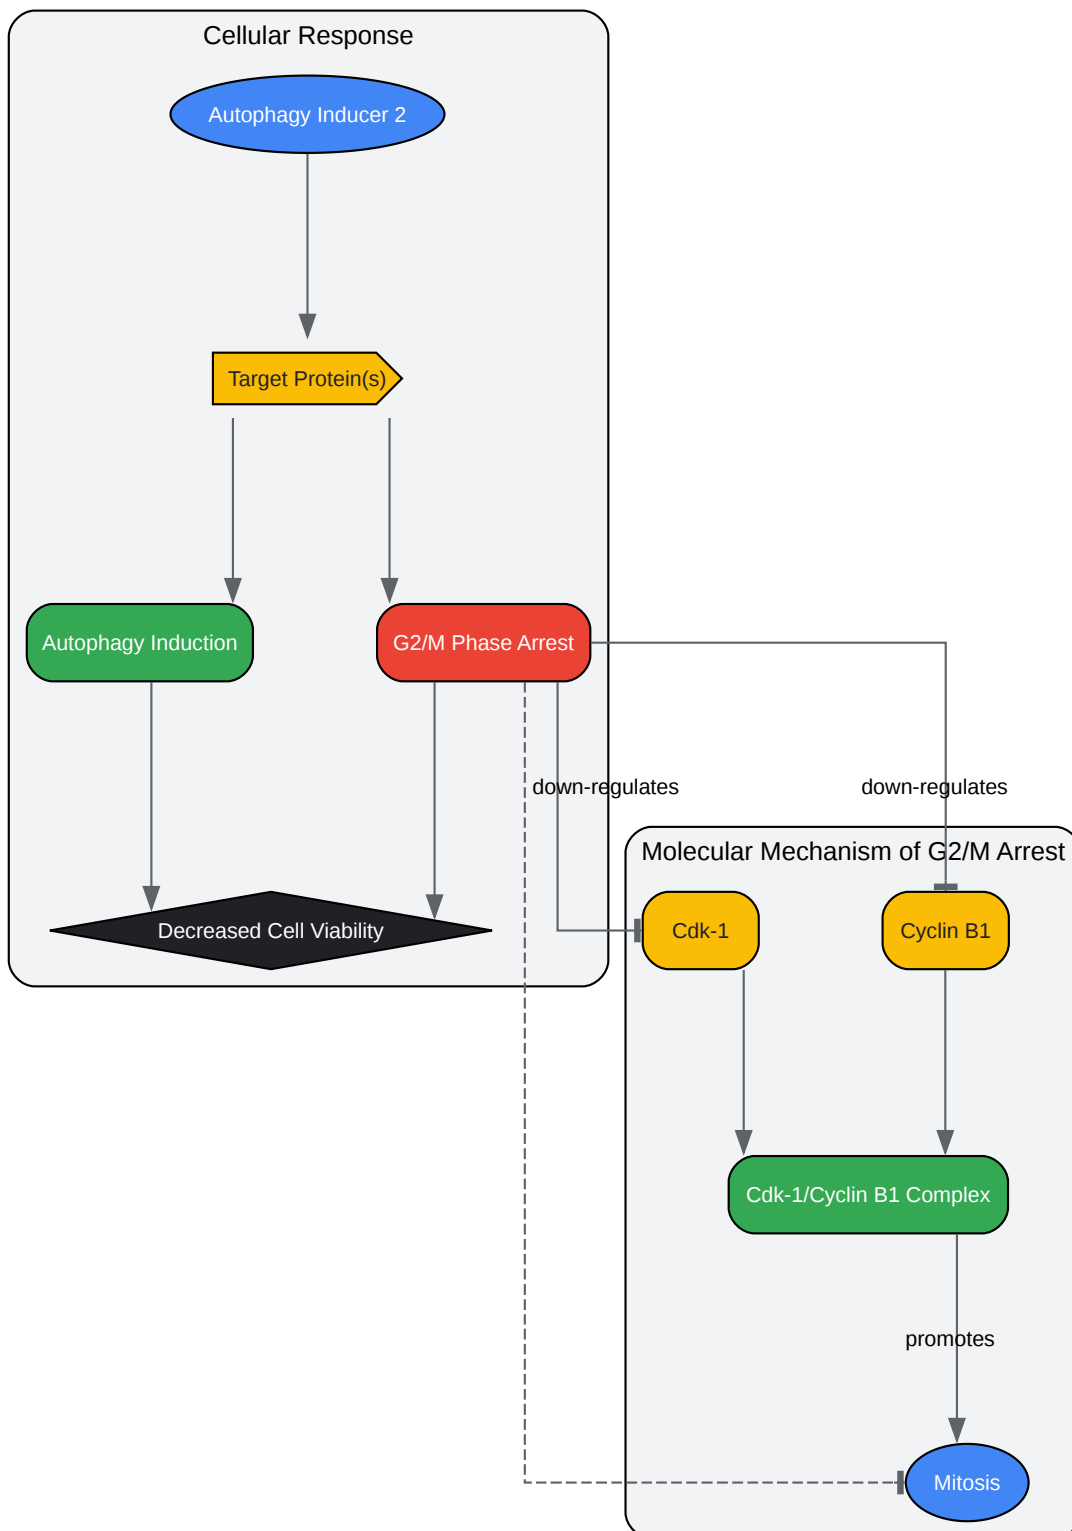 Cellular Response
Autophagy Inducer 2
Target Protein(s)
Autophagy Induction
G2/M Phase Arrest
down-regulates
down-regulates
Molecular Mechanism of G2/M Arrest
Decreased Cell Viability
Cdk-1
Cyclin B1
Cdk-1/Cyclin B1 Complex
promotes
Mitosis